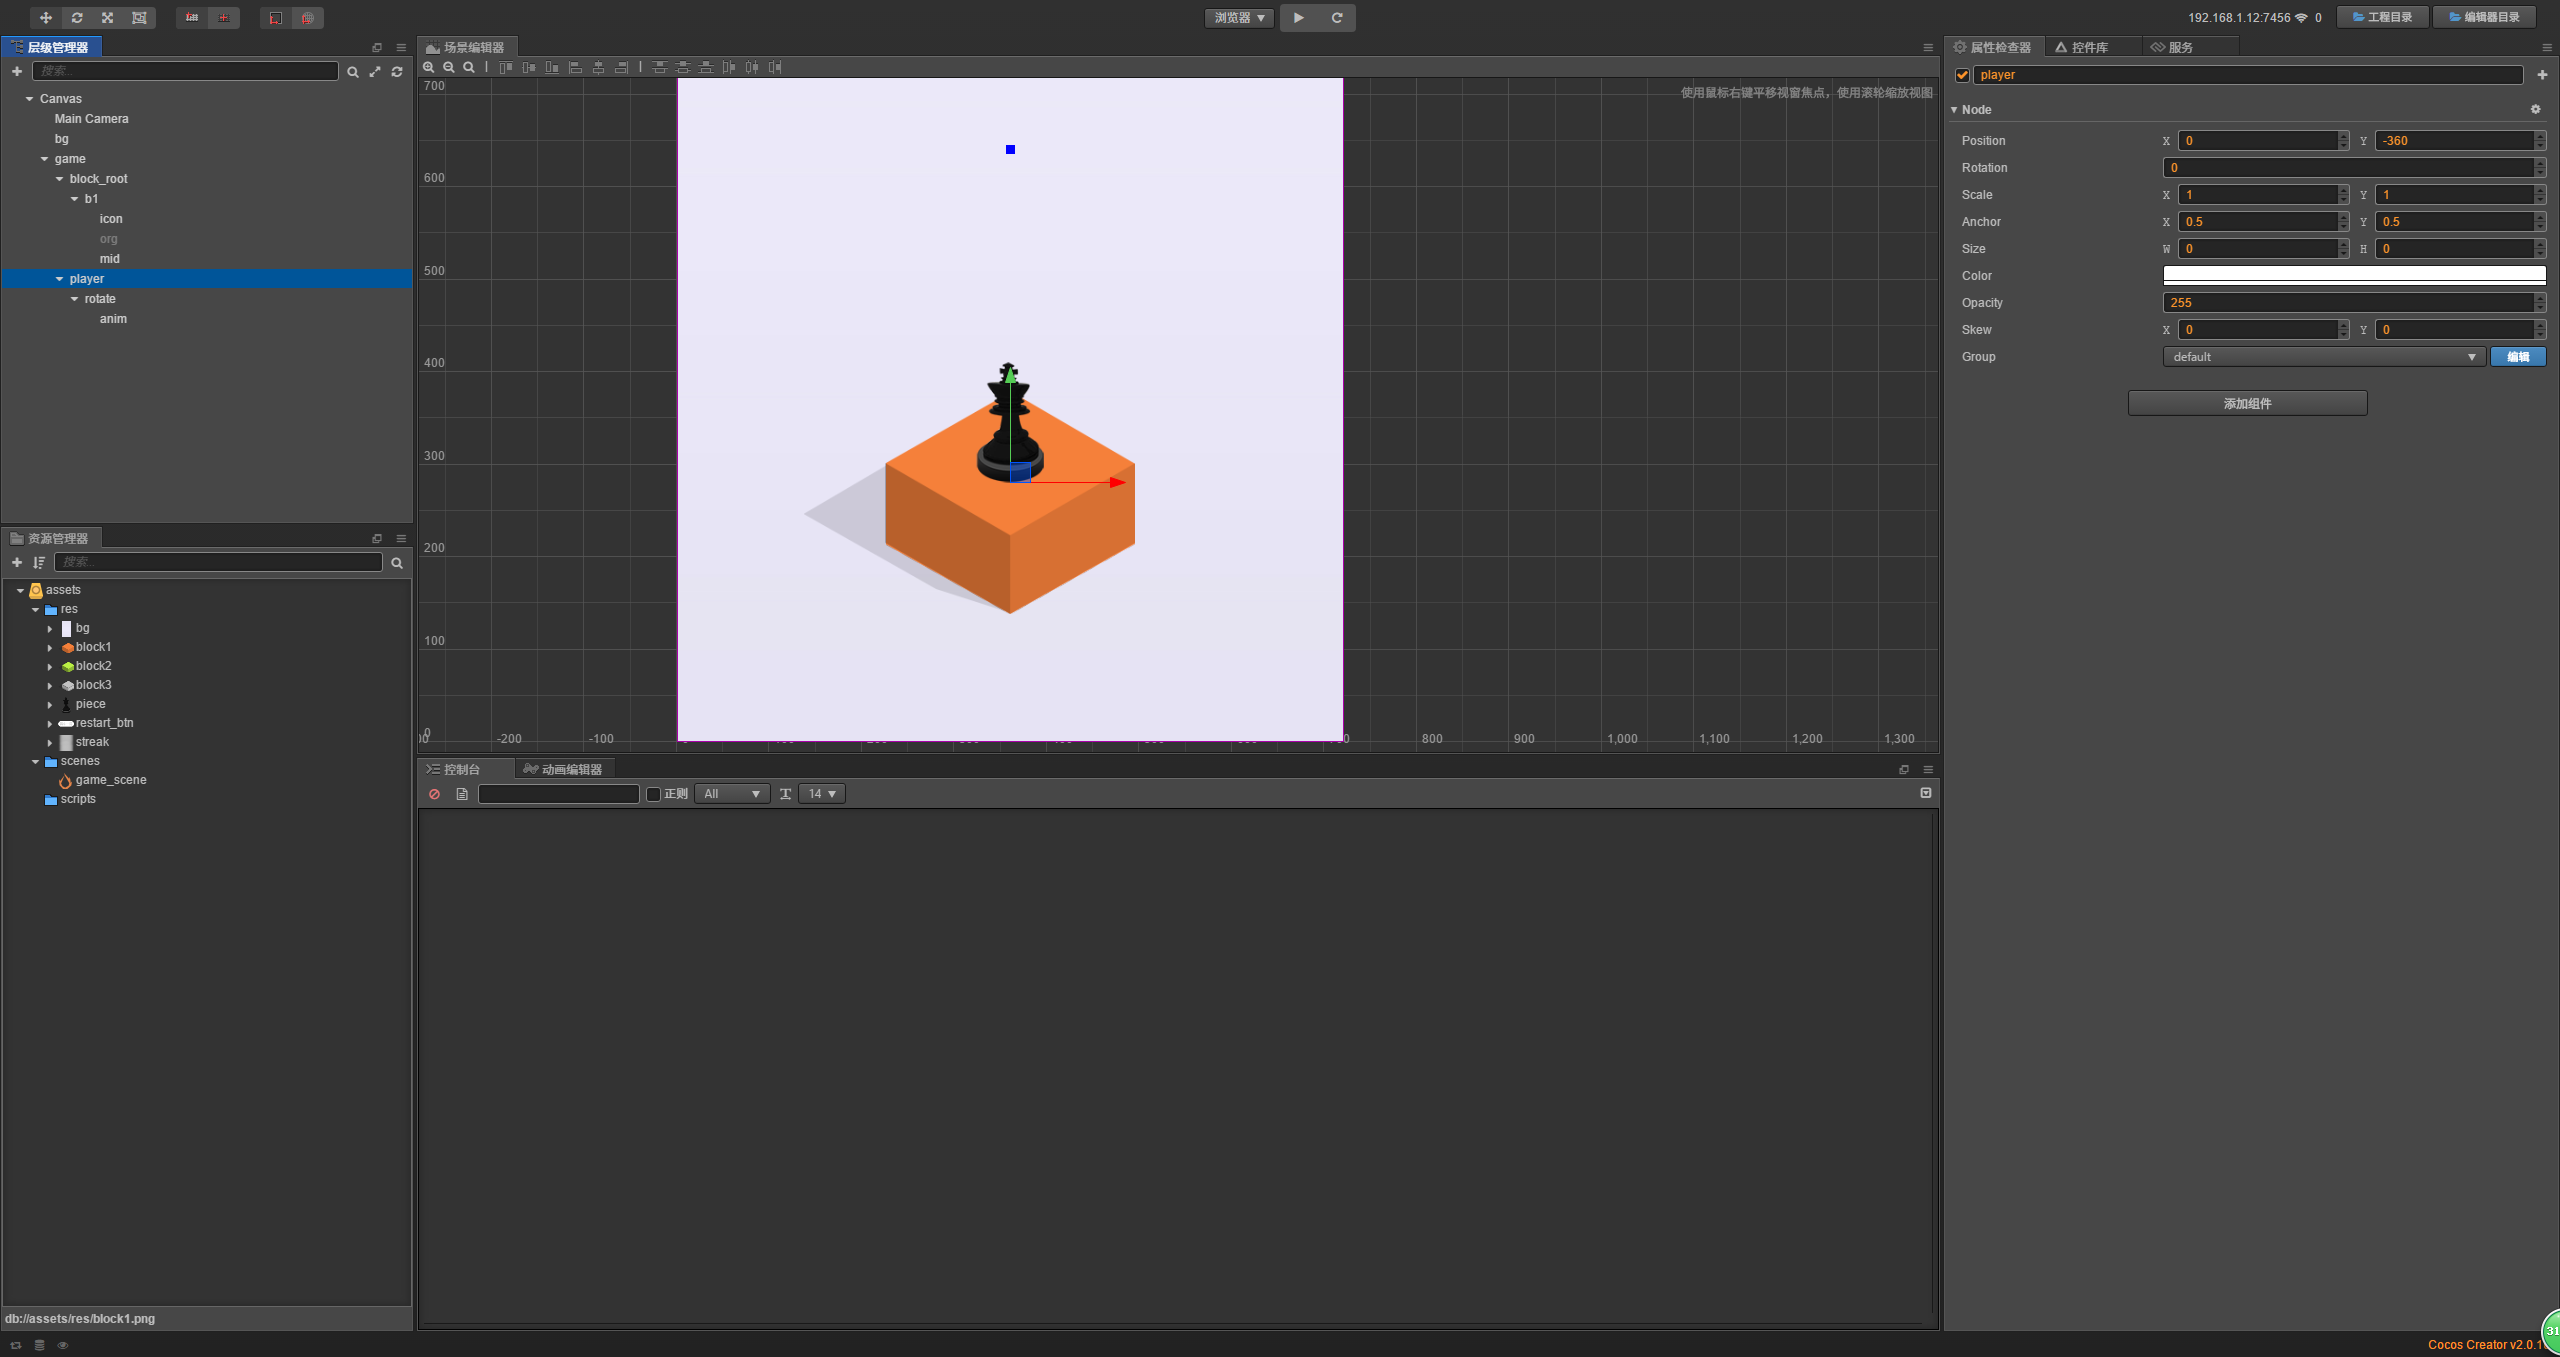 浏览器
192.168.1.12:7456 0
工程目录
编辑器目录
层级管理器
搜索...
Canvas
Main Camera
bg
game
block_root
b1
icon
org
mid
player
rotate
anim
资源管理器
搜索...
assets
res
bg
block1
block2
block3
piece
restart_btn
streak
scenes
game_scene
scripts
db://assets/res/block1.png
场景编辑器
使用鼠标右键平移视窗焦点，使用滚轮缩放视图
700
600
500
400
300
200
100
0
-200 -100 800 900 1,000 1,100 1,200 1,300
控制台 动画编辑器
正则 All 14
属性检查器 控件库 服务
player
Node
Position X 0 Y -360
Rotation 0
Scale X 1 Y 1
Anchor X 0.5 Y 0.5
Size W 0 H 0
Color
Opacity 255
Skew X 0 Y 0
Group default 编辑
添加组件
Cocos Creator v2.0.1
31